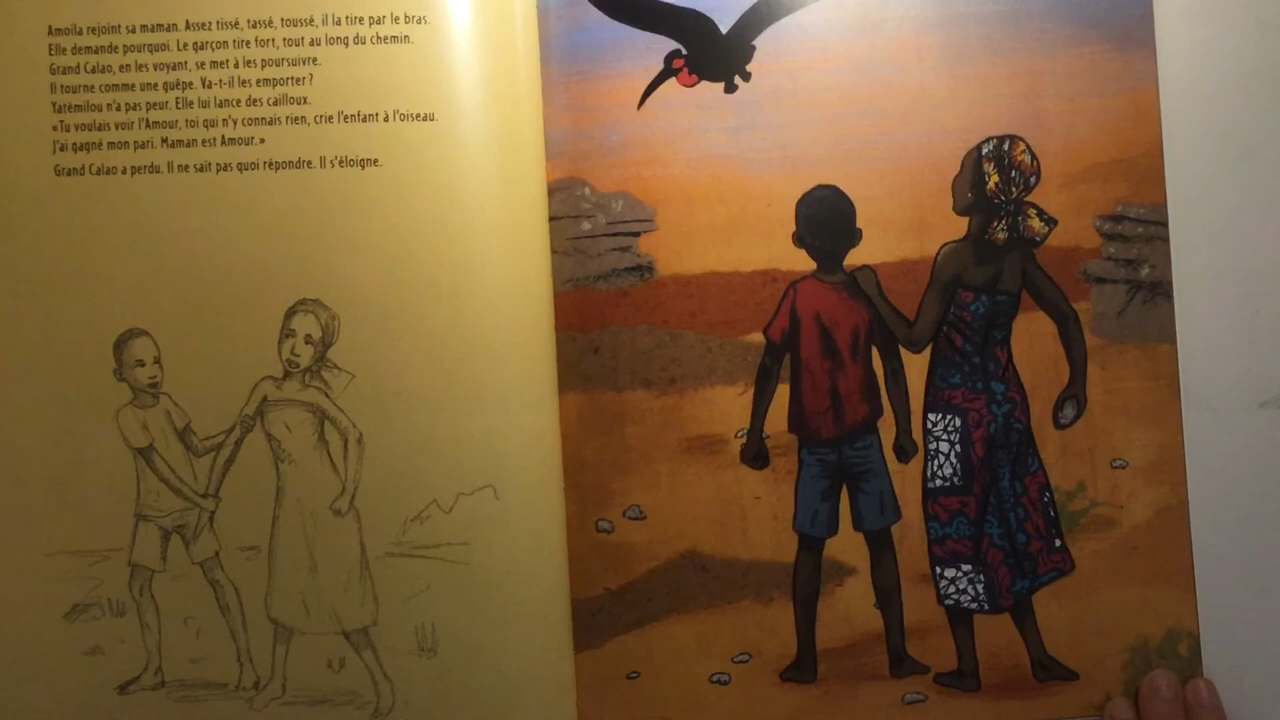 Amoïla rejoint sa maman. Assez tissé, tassé, toussé, il la tire par le bras.
Elle demande pourquoi. Le garçon tire fort, tout au long du chemin.
Grand Calao, en les voyant, se met à les poursuivre.
Il tourne comme une guêpe. Va-t-il les emporter ?
Yatèmilou n'a pas peur. Elle lui lance des cailloux.
«Tu voulais voir l'Amour, toi qui n'y connais rien, crie l'enfant à l'oiseau.
J'ai gagné mon pari. Maman est Amour.»
Grand Calao a perdu. Il ne sait pas quoi répondre. Il s'éloigne.